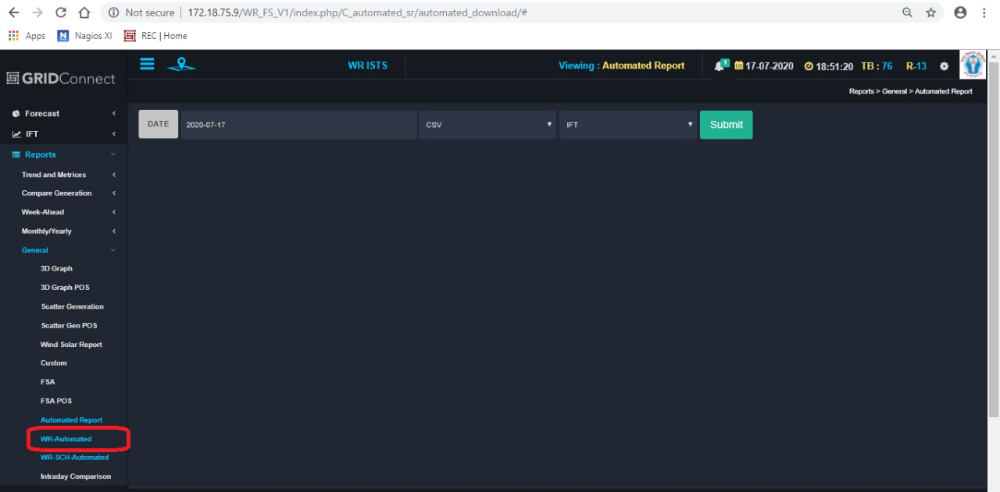 Not secure | 172.18.75.9/WR_FS_V1/index.php/C_automated_sr/automated_download/#
Apps N Nagios XI REC | Home
GRIDConnect
WR ISTS
Viewing : Automated Report
1 17-07-2020 18:51:20 TB : 76 R-13
Reports > General > Automated Report
DATE 2020-07-17 CSV IFT Submit
Forecast
IFT
Reports
Trend and Metrices
Compare Generation
Week-Ahead
Monthly/Yearly
General
3D Graph
3D Graph POS
Scatter Generation
Scatter Gen POS
Wind Solar Report
Custom
FSA
FSA POS
Automated Report
WR-Automated
WR-SCH-Automated
Intraday Comparison